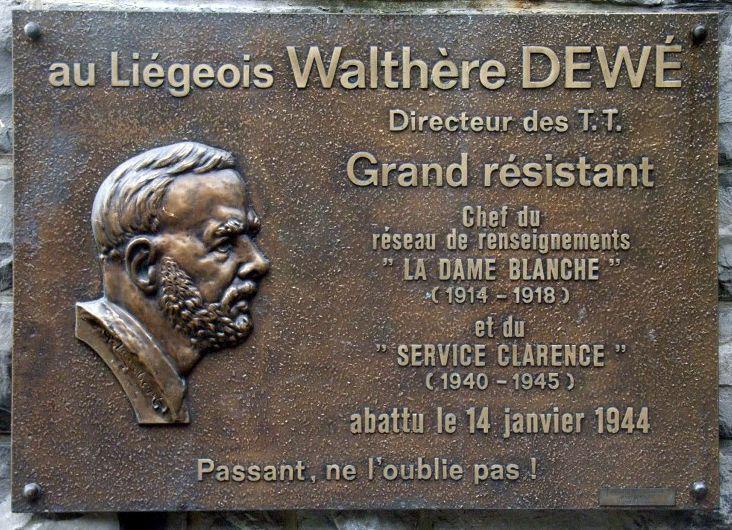 au Liégeois Walthère DEWÉ
Directeur des T.T.
Grand résistant
Chef du
réseau de renseignements
" LA DAME BLANCHE "
( 1914 - 1918 )
et du
" SERVICE CLARENCE "
( 1940 - 1945 )
abattu le 14 janvier 1944
Passant, ne l'oublie pas !